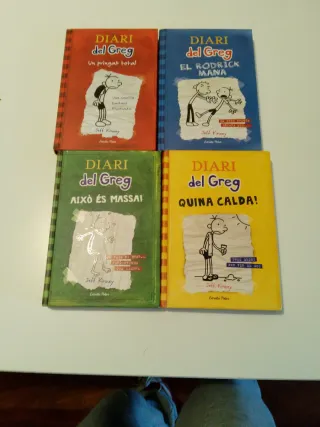 DIARI
del Greg
Un pringat total
Jeff Kinney
DIARI
del Greg
EL RODRICK
MANA
Jeff Kinney
DIARI
del Greg
AIXÒ ÉS MASSA!
Jeff Kinney
DIARI
del Greg
QUINA CALDA!
Jeff Kinney